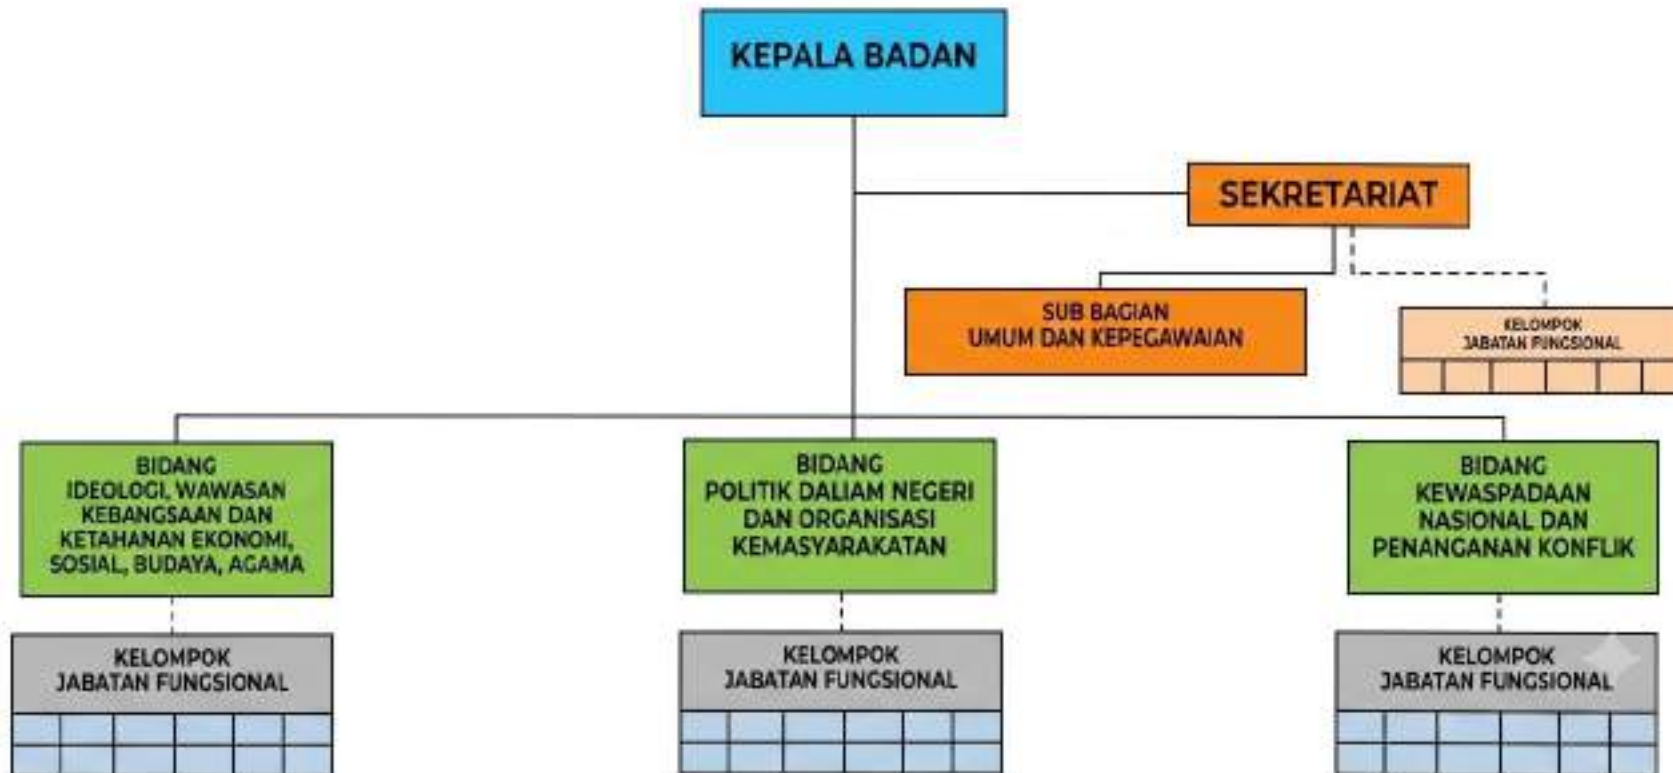 KEPALA BADAN
SEKRETARIAT
SUB BAGIAN
UMUM DAN KEPEGAWAIAN
KELOMPOK
JABATAN FUNGSIONAL
BIDANG
IDEOLOGI, WAWASAN
KEBANGSAAN DAN
KETAHANAN EKONOMI,
SOSIAL, BUDAYA, AGAMA
BIDANG
POLITIK DALIAM NEGERI
DAN ORGANISASI
KEMASYARAKATAN
BIDANG
KEWASPADAAN
NASIONAL DAN
PENANGANAN KONFLIK
KELOMPOK
JABATAN FUNGSIONAL
KELOMPOK
JABATAN FUNGSIONAL
KELOMPOK
JABATAN FUNGSIONAL